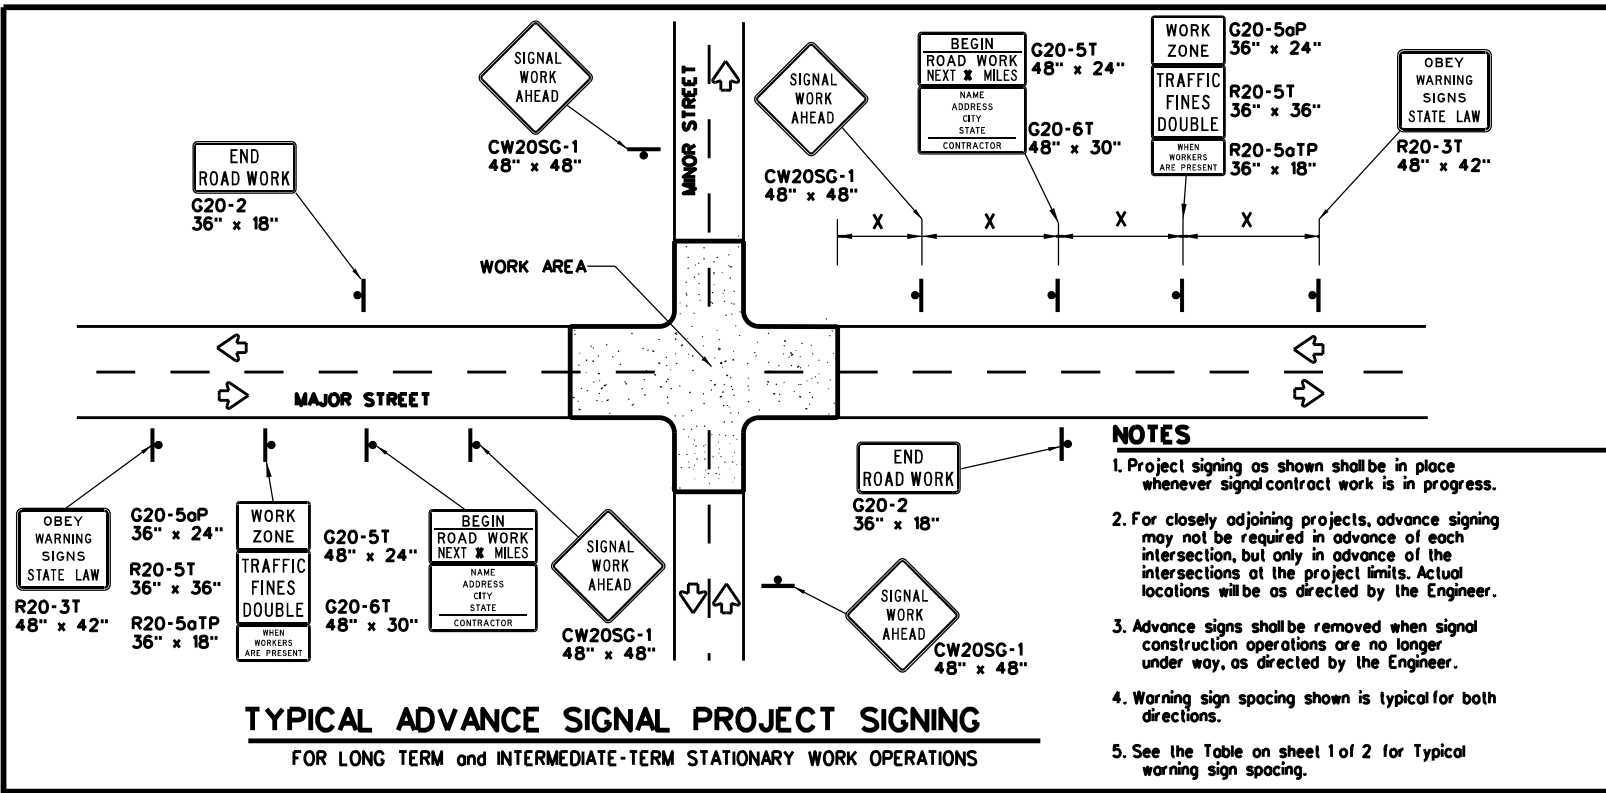 SIGNAL
WORK
AHEAD
CW20SG-1
48" x 48"
END
ROAD WORK
G20-2
36" x 18"
MINOR STREET
SIGNAL
WORK
AHEAD
CW20SG-1
48" x 48"
BEGIN
ROAD WORK
NEXT X MILES
NAME
ADDRESS
CITY
STATE
CONTRACTOR
G20-5T
48" x 24"
G20-6T
48" x 30"
WORK
ZONE
TRAFFIC
FINES
DOUBLE
WHEN
WORKERS
ARE PRESENT
G20-5aP
36" x 24"
R20-5T
36" x 36"
R20-5aTP
36" x 18"
OBEY
WARNING
SIGNS
STATE LAW
R20-3T
48" x 42"
X
X
X
X
WORK AREA
MAJOR STREET
OBEY
WARNING
SIGNS
STATE LAW
R20-3T
48" x 42"
G20-5aP
36" x 24"
R20-5T
36" x 36"
R20-5aTP
36" x 18"
WORK
ZONE
TRAFFIC
FINES
DOUBLE
WHEN
WORKERS
ARE PRESENT
G20-5T
48" x 24"
G20-6T
48" x 30"
BEGIN
ROAD WORK
NEXT X MILES
NAME
ADDRESS
CITY
STATE
CONTRACTOR
SIGNAL
WORK
AHEAD
CW20SG-1
48" x 48"
END
ROAD WORK
G20-2
36" x 18"
SIGNAL
WORK
AHEAD
CW20SG-1
48" x 48"
TYPICAL ADVANCE SIGNAL PROJECT SIGNING
FOR LONG TERM and INTERMEDIATE-TERM STATIONARY WORK OPERATIONS
NOTES
1. Project signing as shown shall be in place
whenever signal contract work is in progress.
2. For closely adjoining projects, advance signing
may not be required in advance of each
intersection, but only in advance of the
intersections at the project limits. Actual
locations will be as directed by the Engineer.
3. Advance signs shall be removed when signal
construction operations are no longer
under way, as directed by the Engineer.
4. Warning sign spacing shown is typical for both
directions.
5. See the Table on sheet 1 of 2 for Typical
warning sign spacing.